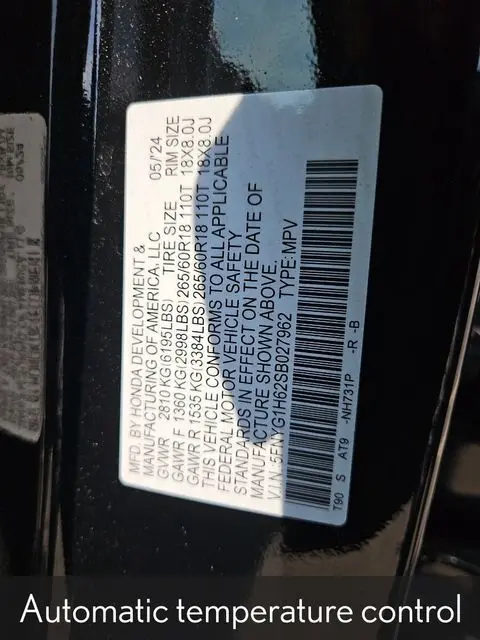 MFD. BY HONDA DEVELOPMENT &
MANUFACTURING OF AMERICA, LLC 05/'24
GVWR 2810 KG(6195LBS) TIRE SIZE RIM SIZE
GAWR F 1360 KG(2998LBS)265/60R18 110T 18X8.0J
GAWR R 1535 KG(3384LBS)265/60R18 110T 18X8.0J
THIS VEHICLE CONFORMS TO ALL APPLICABLE
FEDERAL MOTOR VEHICLE SAFETY
STANDARDS IN EFFECT ON THE DATE OF
MANUFACTURE SHOWN ABOVE.
V.I.N: 5FNYG1H62SB027962 TYPE: MPV
T90 S AT9 -NH731P -R -B
Automatic temperature control